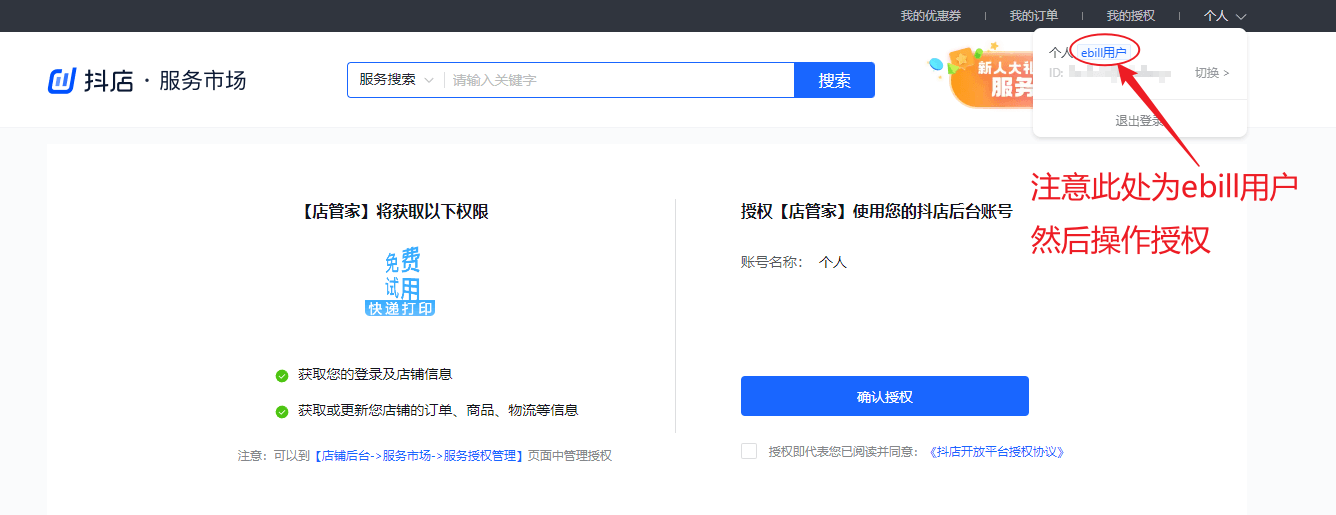 我的优惠券 我的订单 我的授权 个人
抖店·服务市场
服务搜索 请输入关键字 搜索
新人大礼
服务
个人 ebill用户
ID: 切换 >
退出登录
注意此处为ebill用户
然后操作授权
【店管家】将获取以下权限
免费
试用
快递打印
获取您的登录及店铺信息
获取或更新您店铺的订单、商品、物流等信息
注意：可以到【店铺后台->服务市场->服务授权管理】页面中管理授权
授权【店管家】使用您的抖店后台账号
账号名称： 个人
确认授权
授权即代表您已阅读并同意：《抖店开放平台授权协议》